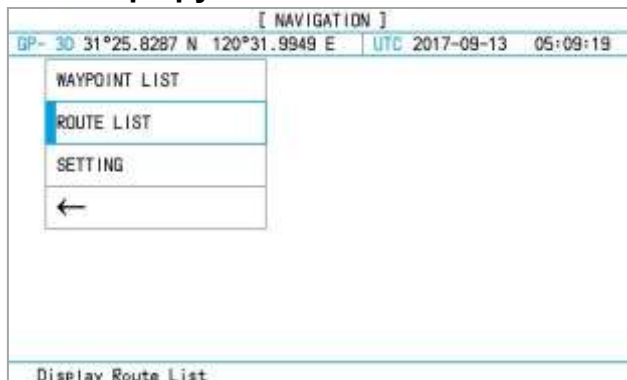 [ NAVIGATION ]
GP- 3D 31°25.8287 N 120°31.9949 E UTC 2017-09-13 05:09:19
WAYPOINT LIST
ROUTE LIST
SETTING
←
Display Route List